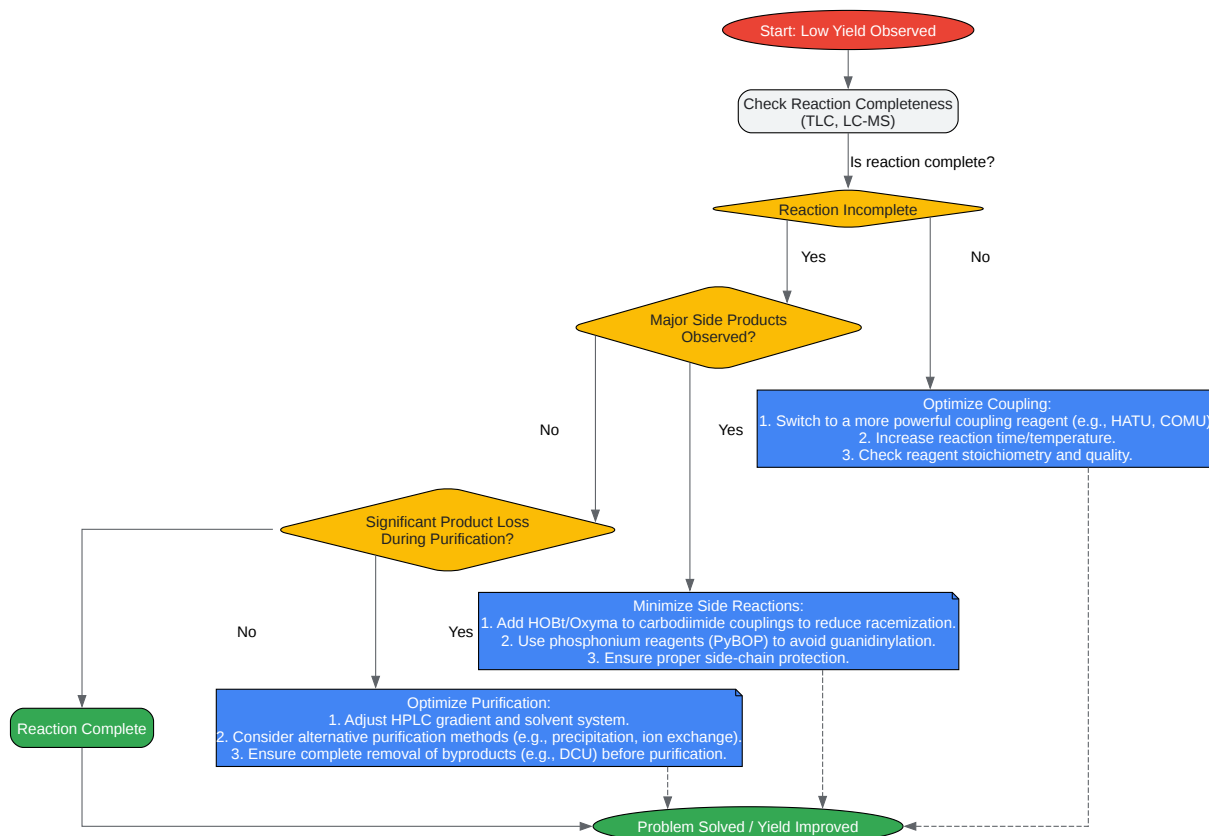 Start: Low Yield Observed
Check Reaction Completeness
(TLC, LC-MS)
Is reaction complete?
Reaction Incomplete
Yes
No
Major Side Products
Observed?
Optimize Coupling:
1. Switch to a more powerful coupling reagent (e.g., HATU, COMU)
2. Increase reaction time/temperature.
3. Check reagent stoichiometry and quality.
No
Yes
Significant Product Loss
During Purification?
Minimize Side Reactions:
1. Add HOBt/Oxyma to carbodiimide couplings to reduce racemization.
2. Use phosphonium reagents (PyBOP) to avoid guanidinylation.
3. Ensure proper side-chain protection.
No
Yes
Optimize Purification:
1. Adjust HPLC gradient and solvent system.
2. Consider alternative purification methods (e.g., precipitation, ion exchange).
3. Ensure complete removal of byproducts (e.g., DCU) before purification.
Reaction Complete
Problem Solved / Yield Improved